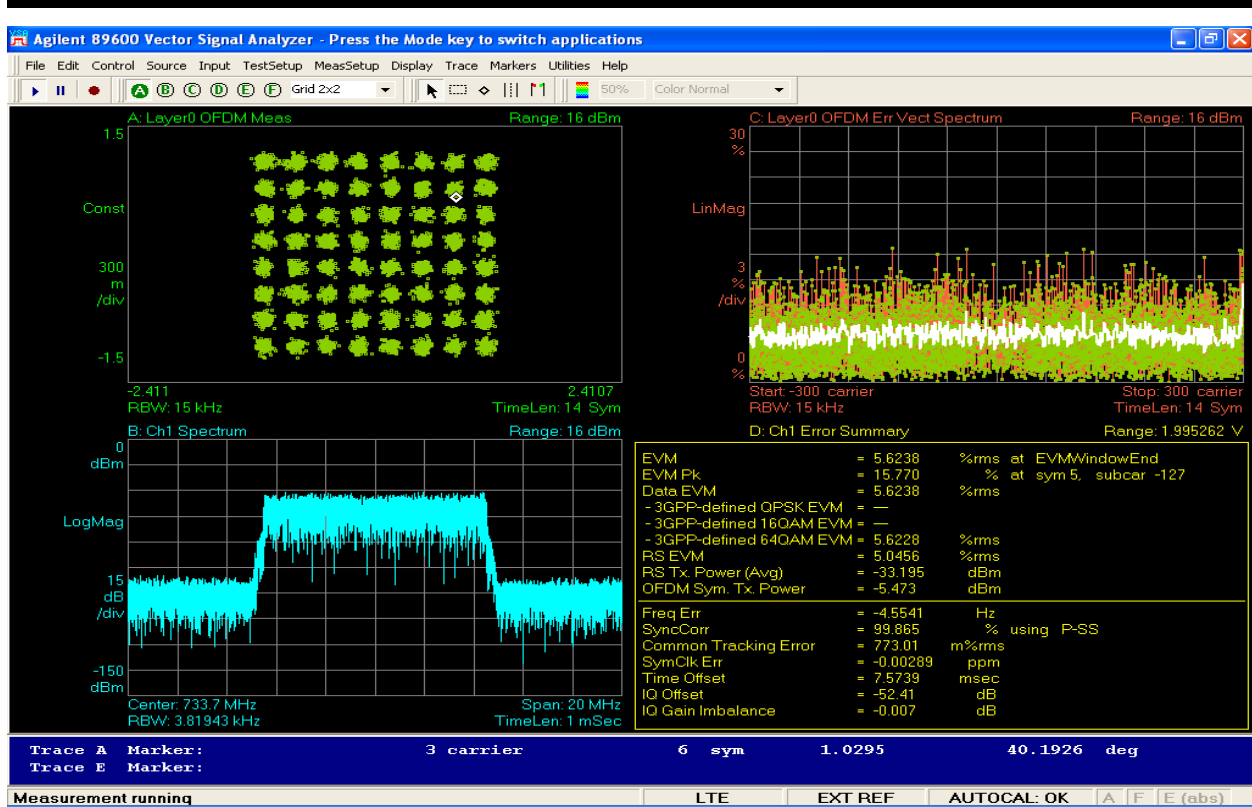 Agilent 89600 Vector Signal Analyzer - Press the Mode key to switch applications
File Edit Control Source Input TestSetup MeasSetup Display Trace Markers Utilities Help
A B C D E F Grid 2x2 50% Color Normal
A: Layer0 OFDM Meas Range: 16 dBm
1.5
Const
300
m
/div
-1.5
-2.411 2.4107
RBW: 15 kHz TimeLen: 14 Sym
C: Layer0 OFDM Err Vect Spectrum Range: 16 dBm
30
%
LinMag
3
%
/div
0
%
Start: -300 carrier Stop: 300 carrier
RBW: 15 kHz TimeLen: 14 Sym
B: Ch1 Spectrum Range: 16 dBm
0
dBm
LogMag
15
dB
/div
-150
dBm
Center: 733.7 MHz Span: 20 MHz
RBW: 3.81943 kHz TimeLen: 1 mSec
D: Ch1 Error Summary Range: 1.995262 V
EVM = 5.6238 %rms at EVMWindowEnd
EVM Pk = 15.770 % at sym 5, subcar -127
Data EVM = 5.6238 %rms
- 3GPP-defined QPSK EVM = —
- 3GPP-defined 16QAM EVM = —
- 3GPP-defined 64QAM EVM = 5.6228 %rms
RS EVM = 5.0456 %rms
RS Tx. Power (Avg) = -33.195 dBm
OFDM Sym. Tx. Power = -5.473 dBm
Freq Err = -4.5541 Hz
SyncCorr = 99.865 % using P-SS
Common Tracking Error = 773.01 m%rms
SymClk Err = -0.00289 ppm
Time Offset = 7.5739 msec
IQ Offset = -52.41 dB
IQ Gain Imbalance = -0.007 dB
Trace A Marker: 3 carrier 6 sym 1.0295 40.1926 deg
Trace E Marker:
Measurement running LTE EXT REF AUTOCAL: OK A F E (abs)